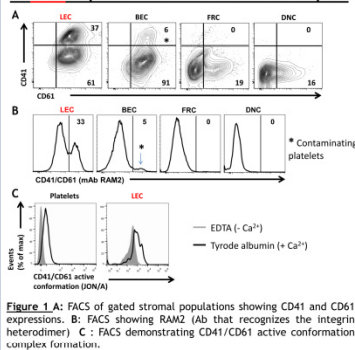 A
LEC BEC FRC DNC
37 6 0 0
*
61 91 19 16
CD41
CD61
B
LEC BEC FRC DNC
33 5 0 0
*
* Contaminating
platelets
CD41/CD61 (mAb RAM2)
C
Platelets LEC
Events
(% of max)
EDTA (- Ca²⁺)
Tyrode albumin (+ Ca²⁺)
CD41/CD61 active
conformation (JON/A)
Figure 1 A: FACS of gated stromal populations showing CD41 and CD61
expressions. B: FACS showing RAM2 (Ab that recognizes the integrin
heterodimer) C : FACS demonstrating CD41/CD61 active conformation
complex formation.